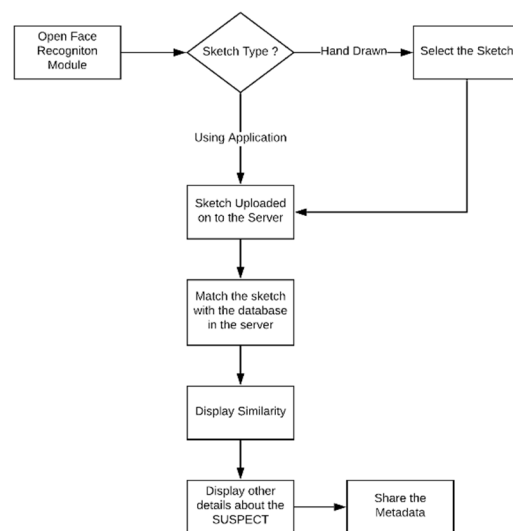 Open Face
Recogniton
Module
Sketch Type ?
Hand Drawn
Select the Sketch
Using Application
Sketch Uploaded
on to the Server
Match the sketch
with the database
in the server
Display Similarity
Display other
details about the
SUSPECT
Share the
Metadata